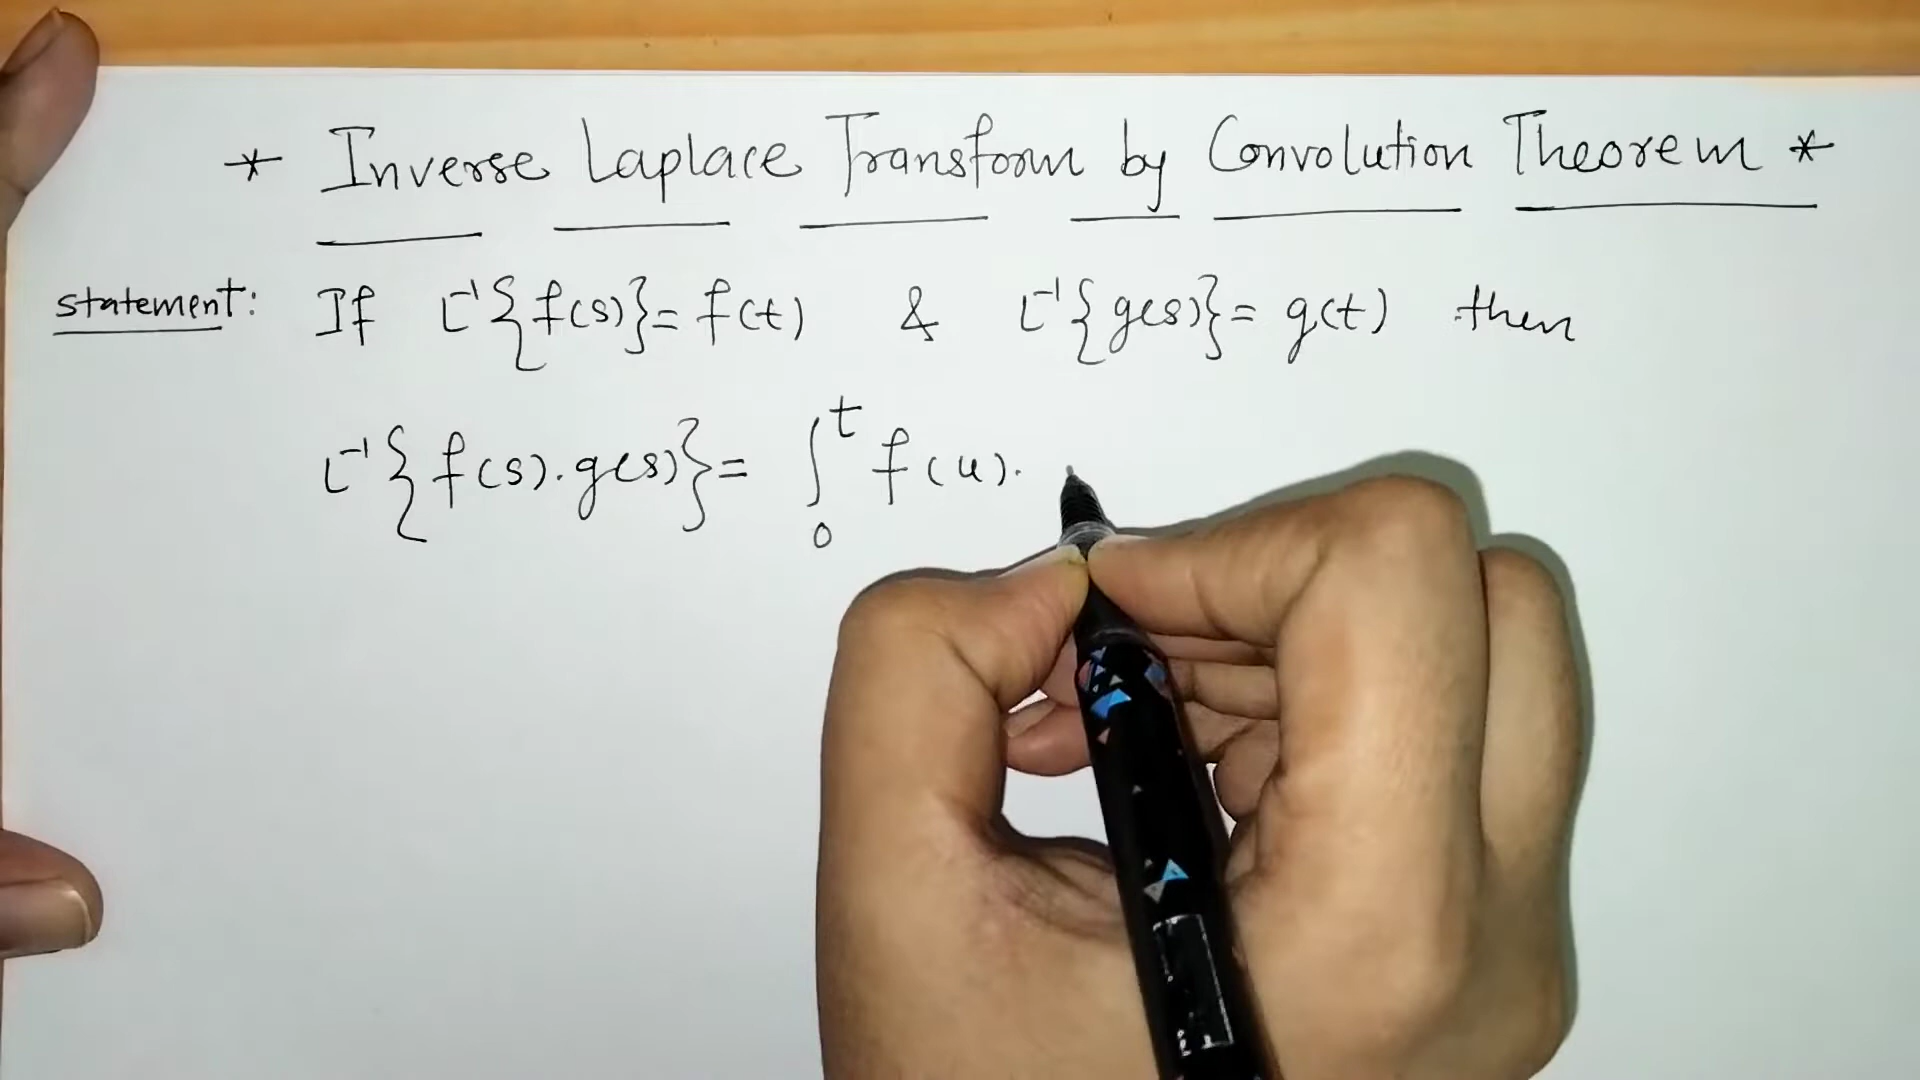 * Inverse Laplace Transform by Convolution Theorem *
Statement: If L⁻¹{f(s)} = f(t) & L⁻¹{g(s)} = g(t) then
L⁻¹{f(s).g(s)} = ∫₀ᵗ f(u).